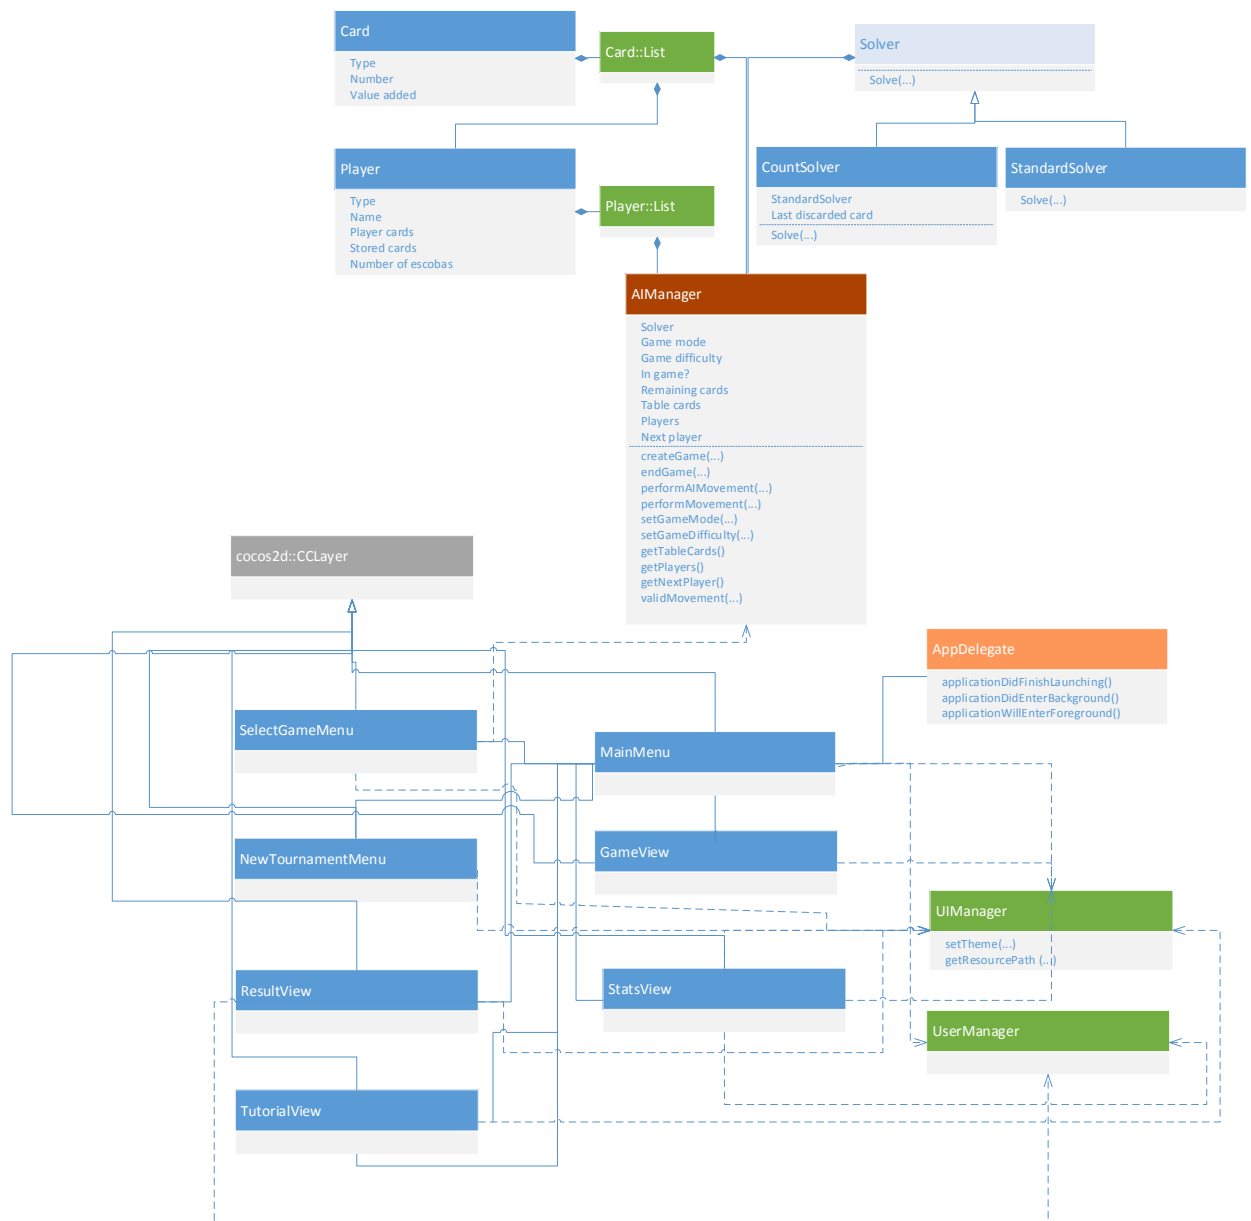 Card
Type
Number
Value added
Card::List
Solver
Solve(...)
Player
Type
Name
Player cards
Stored cards
Number of escobas
Player::List
CountSolver
StandardSolver
Last discarded card
Solve(...)
StandardSolver
Solve(...)
AIManager
Solver
Game mode
Game difficulty
In game?
Remaining cards
Table cards
Players
Next player
createGame(...)
endGame(...)
performAIMovement(...)
performMovement(...)
setGameMode(...)
setGameDifficulty(...)
getTableCards()
getPlayers()
getNextPlayer()
validMovement(...)
cocos2d::CCLayer
AppDelegate
applicationDidFinishLaunching()
applicationDidEnterBackground()
applicationWillEnterForeground()
SelectGameMenu
MainMenu
NewTournamentMenu
GameView
UIManager
setTheme(...)
getResourcePath (...)
ResultView
StatsView
UserManager
TutorialView